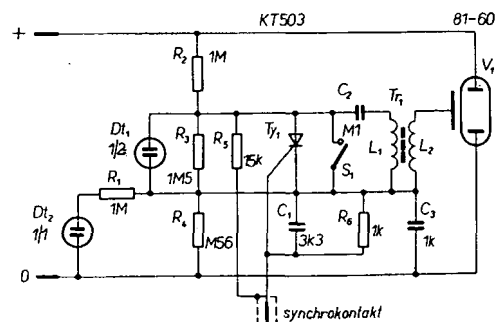 KT503 81-60
+
R₂ 1M
V₁
C₂ Tr₁
Dt₁ 1/2
R₃ 1M5
R₅ 15k
Ty₁
M1
S₁
L₁ L₂
R₁ 1M
Dt₂ 1/1
R₄ M56
C₁ 3k3
R₆ 1k
C₃ 1k
0
synchrokontakt